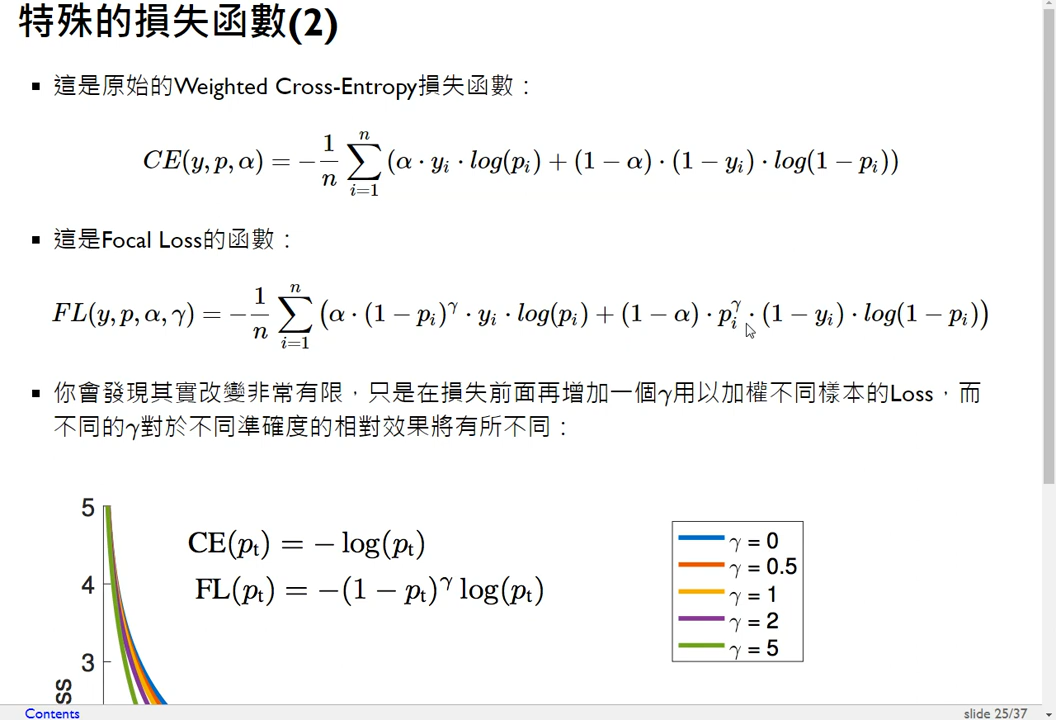 特殊的損失函數(2)
這是原始的Weighted Cross-Entropy損失函數：
CE(y, p, α) = −1/n ∑_{i=1}^{n} (α · y_i · log(p_i) + (1 − α) · (1 − y_i) · log(1 − p_i))
這是Focal Loss的函數：
FL(y, p, α, γ) = −1/n ∑_{i=1}^{n} (α · (1 − p_i)^γ · y_i · log(p_i) + (1 − α) · p_i^γ · (1 − y_i) · log(1 − p_i))
你會發現其實改變非常有限，只是在損失前面再增加一個γ用以加權不同樣本的Loss，而
不同的γ對於不同準確度的相對效果將有所不同：
5
CE(p_t) = − log(p_t)
FL(p_t) = −(1 − p_t)^γ log(p_t)
4
3
γ = 0
γ = 0.5
γ = 1
γ = 2
γ = 5
Contents
slide 25/37